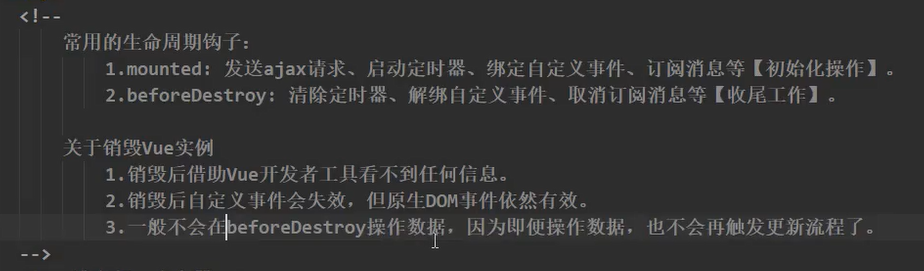 <!--
常用的生命周期钩子：
1.mounted: 发送ajax请求、启动定时器、绑定自定义事件、订阅消息等【初始化操作】。
2.beforeDestroy: 清除定时器、解绑自定义事件、取消订阅消息等【收尾工作】。
关于销毁Vue实例
1.销毁后借助Vue开发者工具看不到任何信息。
2.销毁后自定义事件会失效，但原生DOM事件依然有效。
3.一般不会在beforeDestroy操作数据，因为即便操作数据，也不会再触发更新流程了。
-->